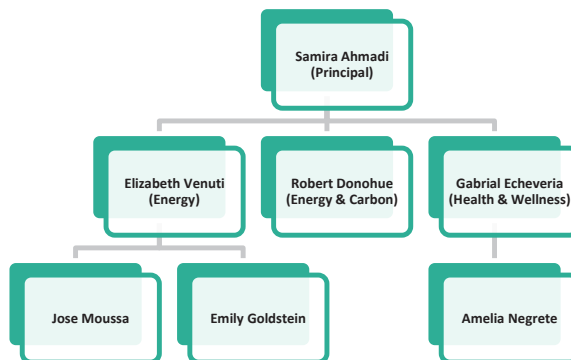 Samira Ahmadi
(Principal)
Elizabeth Venuti
(Energy)
Robert Donohue
(Energy & Carbon)
Gabrial Echeveria
(Health & Wellness)
Jose Moussa
Emily Goldstein
Amelia Negrete